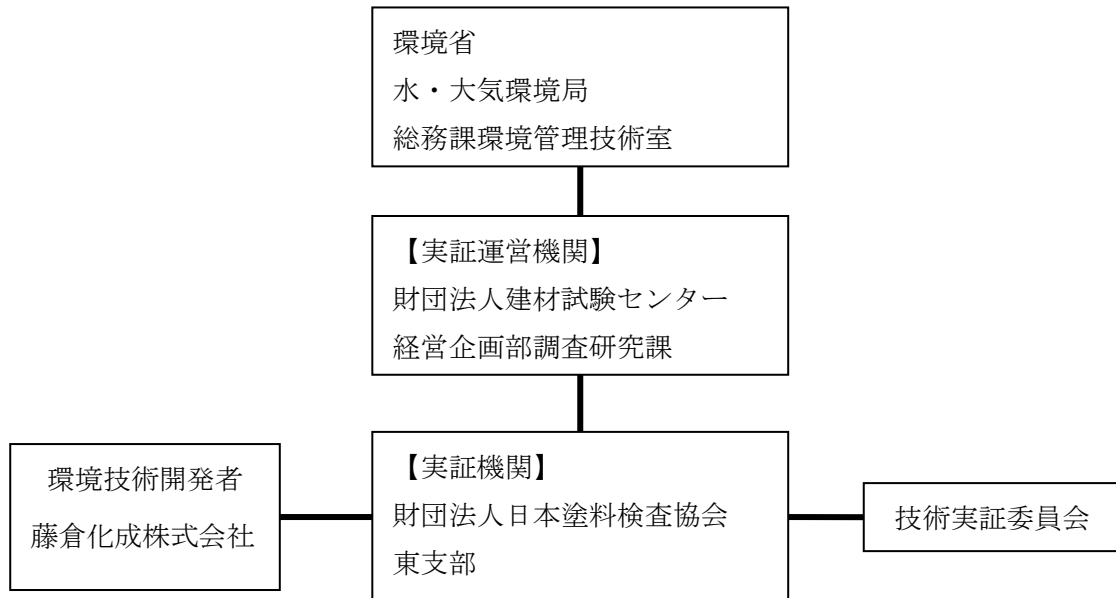 環境省
水・大気環境局
総務課環境管理技術室
【実証運営機関】
財団法人建材試験センター
経営企画部調査研究課
環境技術開発者
藤倉化成株式会社
【実証機関】
財団法人日本塗料検査協会
東支部
技術実証委員会